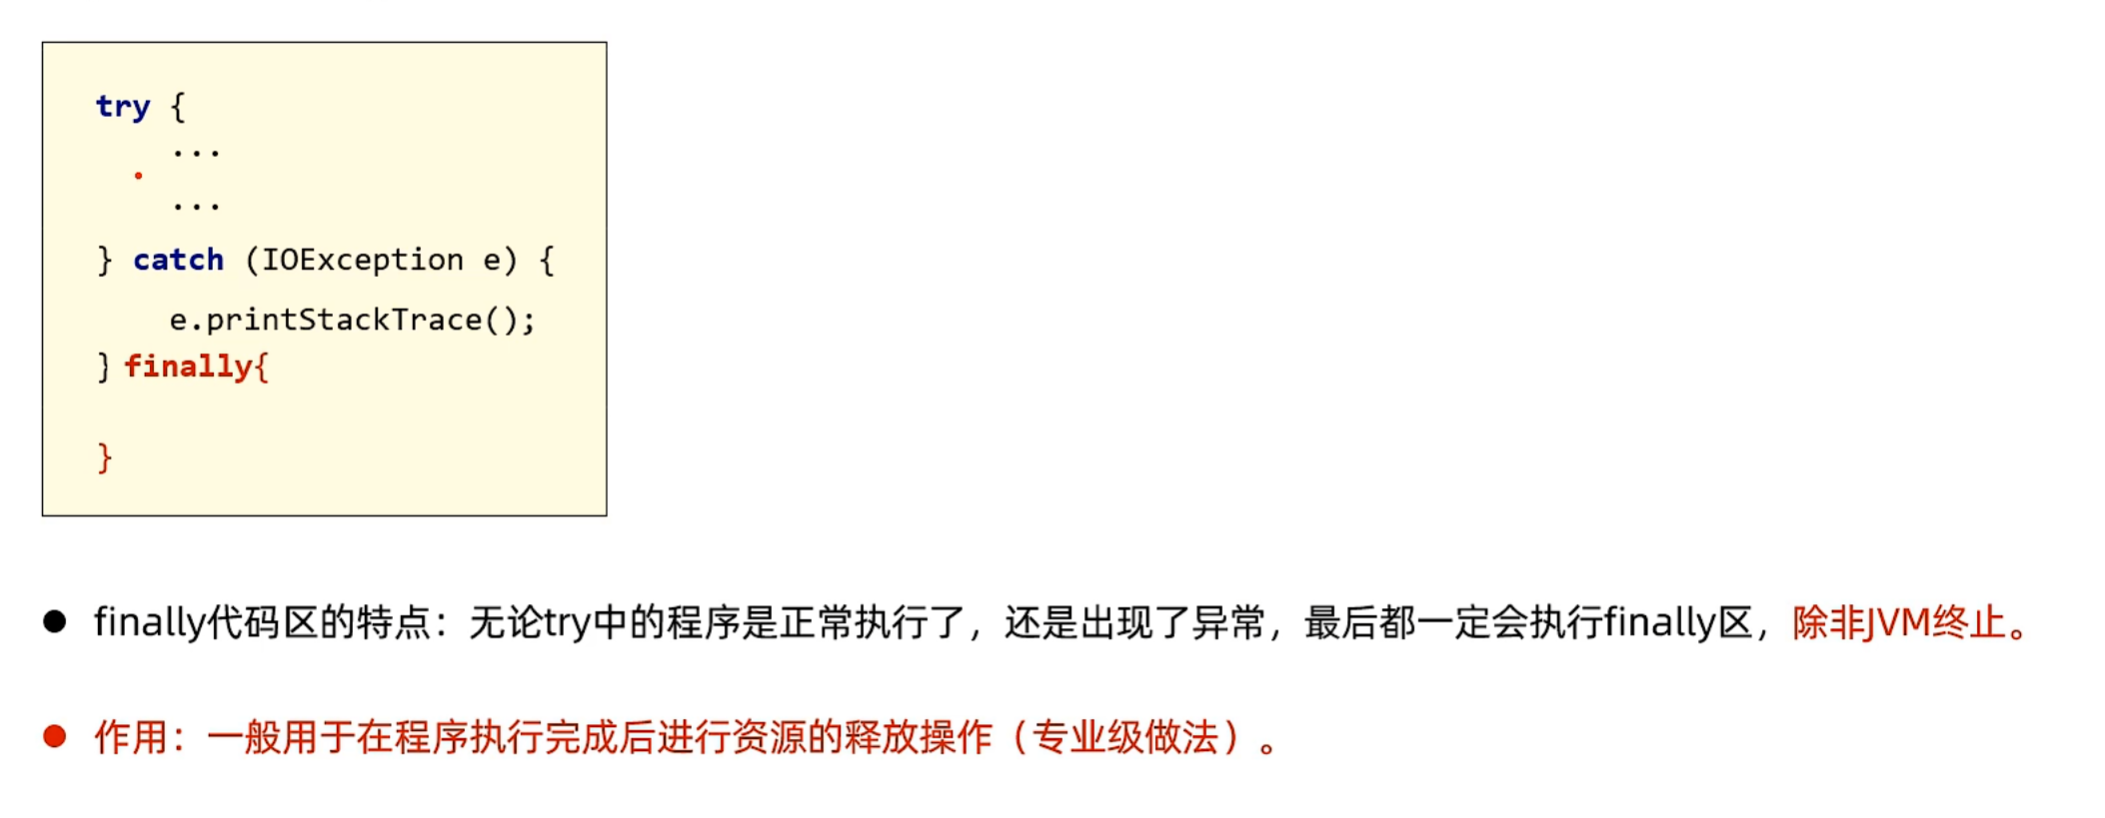 try {
...
...
} catch (IOException e) {
e.printStackTrace();
} finally{
}
● finally代码区的特点：无论try中的程序是正常执行了，还是出现了异常，最后都一定会执行finally区，除非JVM终止。
● 作用：一般用于在程序执行完成后进行资源的释放操作（专业级做法）。